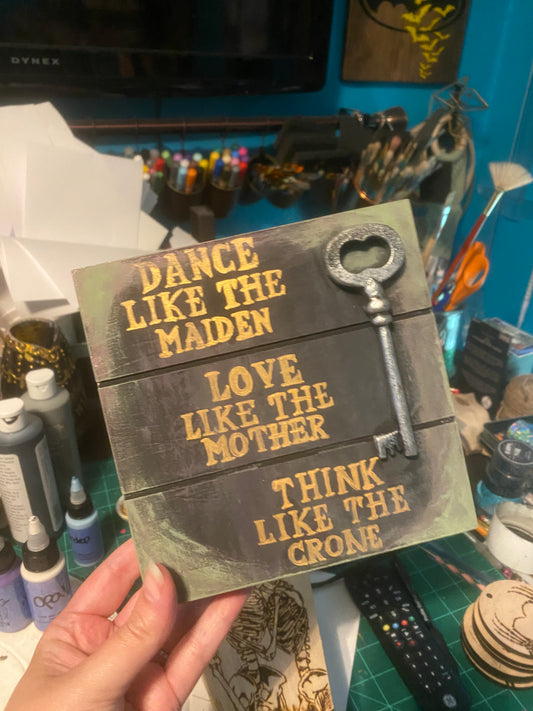 DYNEX
DANCE
LIKE THE
MAIDEN
LOVE
LIKE THE
MOTHER
THINK
LIKE THE
CRONE